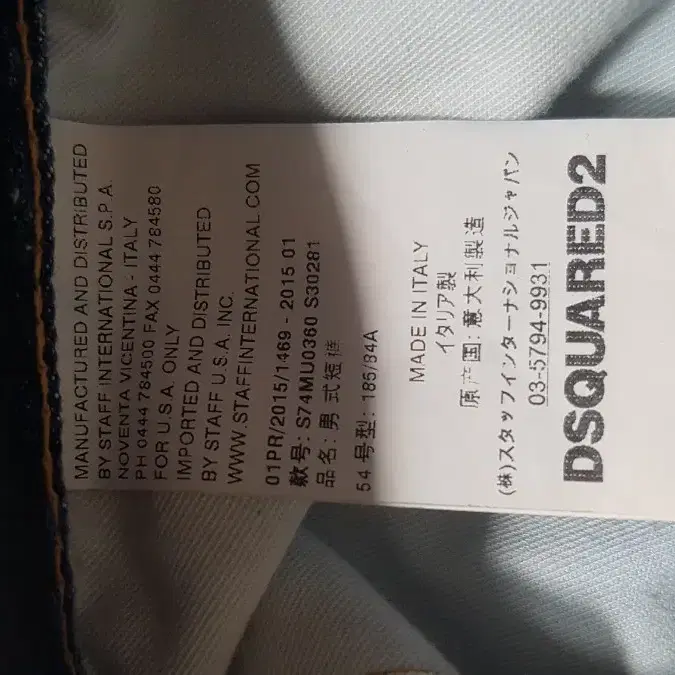 MANUFACTURED AND DISTRIBUTED
BY STAFF INTERNATIONAL S.P.A.
NOVENTA VICENTINA - ITALY
PH 0444 784500 FAX 0444 784580
FOR U.S.A. ONLY
IMPORTED AND DISTRIBUTED
BY STAFF U.S.A. INC.
WWW.STAFFINTERNATIONAL.COM
01PR/2015/1469 - 2015 01
款号: S74MU0360 S30281
品名: 男 式短裤
54 号型: 188/84A
MADE IN ITALY
イタリア製
原产国: 意大利製造
(株)スタッフインターナショナルジャパン
03-5794-9931
DSQUARED2